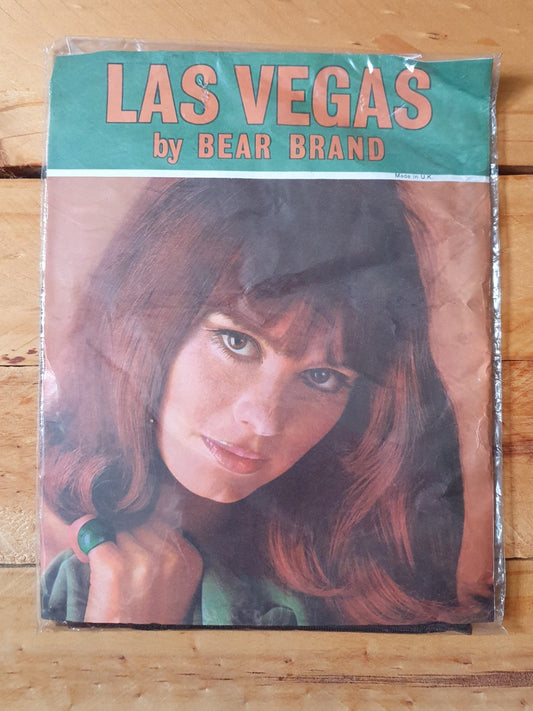 LAS VEGAS
by BEAR BRAND
Made in U.K.